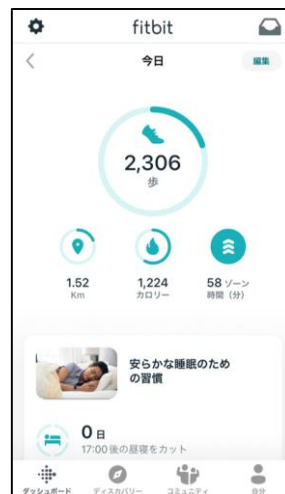 fitbit
今日
編集
2,306
歩
1.52
Km
1,224
カロリー
58 ゾーン
時間（分）
安らかな睡眠のため
の習慣
0 日
17:00 後の昼寝をカット
ダッシュボード
ディスカバリー
コミュニティ
自分